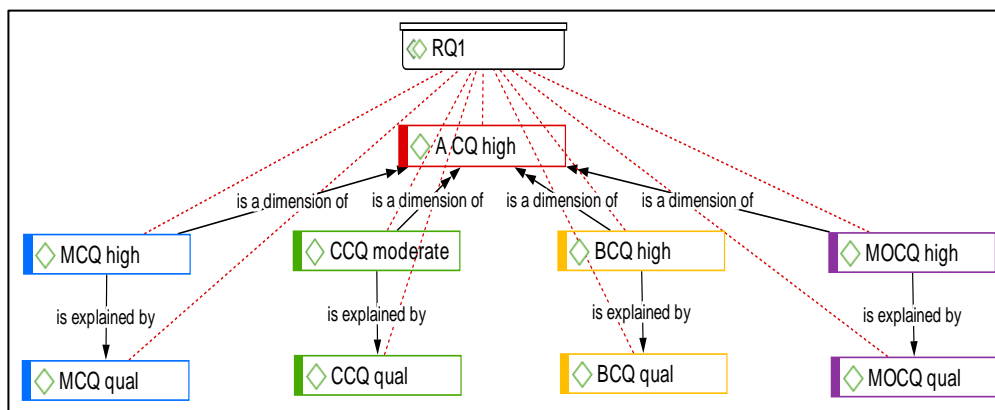 RQ1
A CQ high
is a dimension of
is a dimension of
is a dimension of
is a dimension of
MCQ high
CCQ moderate
BCQ high
MOCQ high
is explained by
is explained by
is explained by
is explained by
MCQ qual
CCQ qual
BCQ qual
MOCQ qual